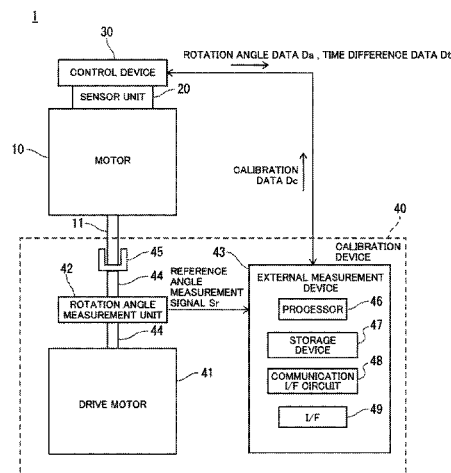 1
30
ROTATION ANGLE DATA Da , TIME DIFFERENCE DATA Dt
CONTROL DEVICE
SENSOR UNIT
20
10
MOTOR
CALIBRATION
DATA Dc
11
40
45
43
CALIBRATION
DEVICE
42
44
REFERENCE
ANGLE
MEASUREMENT
SIGNAL Sr
EXTERNAL MEASUREMENT
DEVICE
ROTATION ANGLE
MEASUREMENT UNIT
PROCESSOR
46
44
STORAGE
DEVICE
47
41
COMMUNICATION
I/F CIRCUIT
48
DRIVE MOTOR
I/F
49